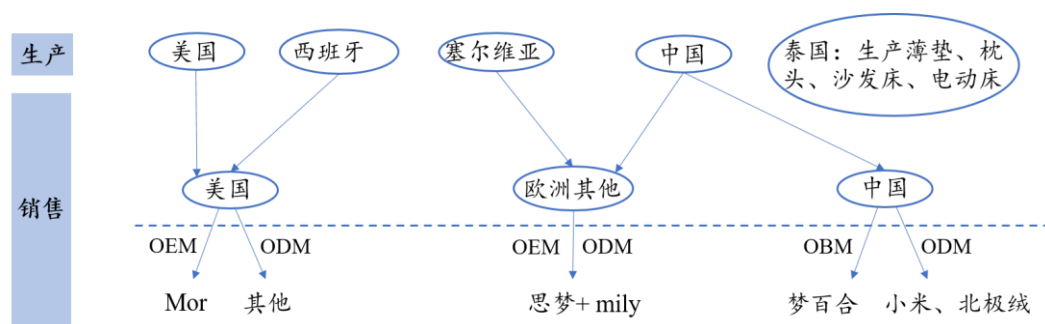 生产
美国
西班牙
塞尔维亚
中国
泰国：生产薄垫、枕
头、沙发床、电动床
销售
美国
欧洲其他
中国
OEM
ODM
OEM
ODM
OBM
ODM
Mor
其他
思梦+ mily
梦百合
小米、北极绒